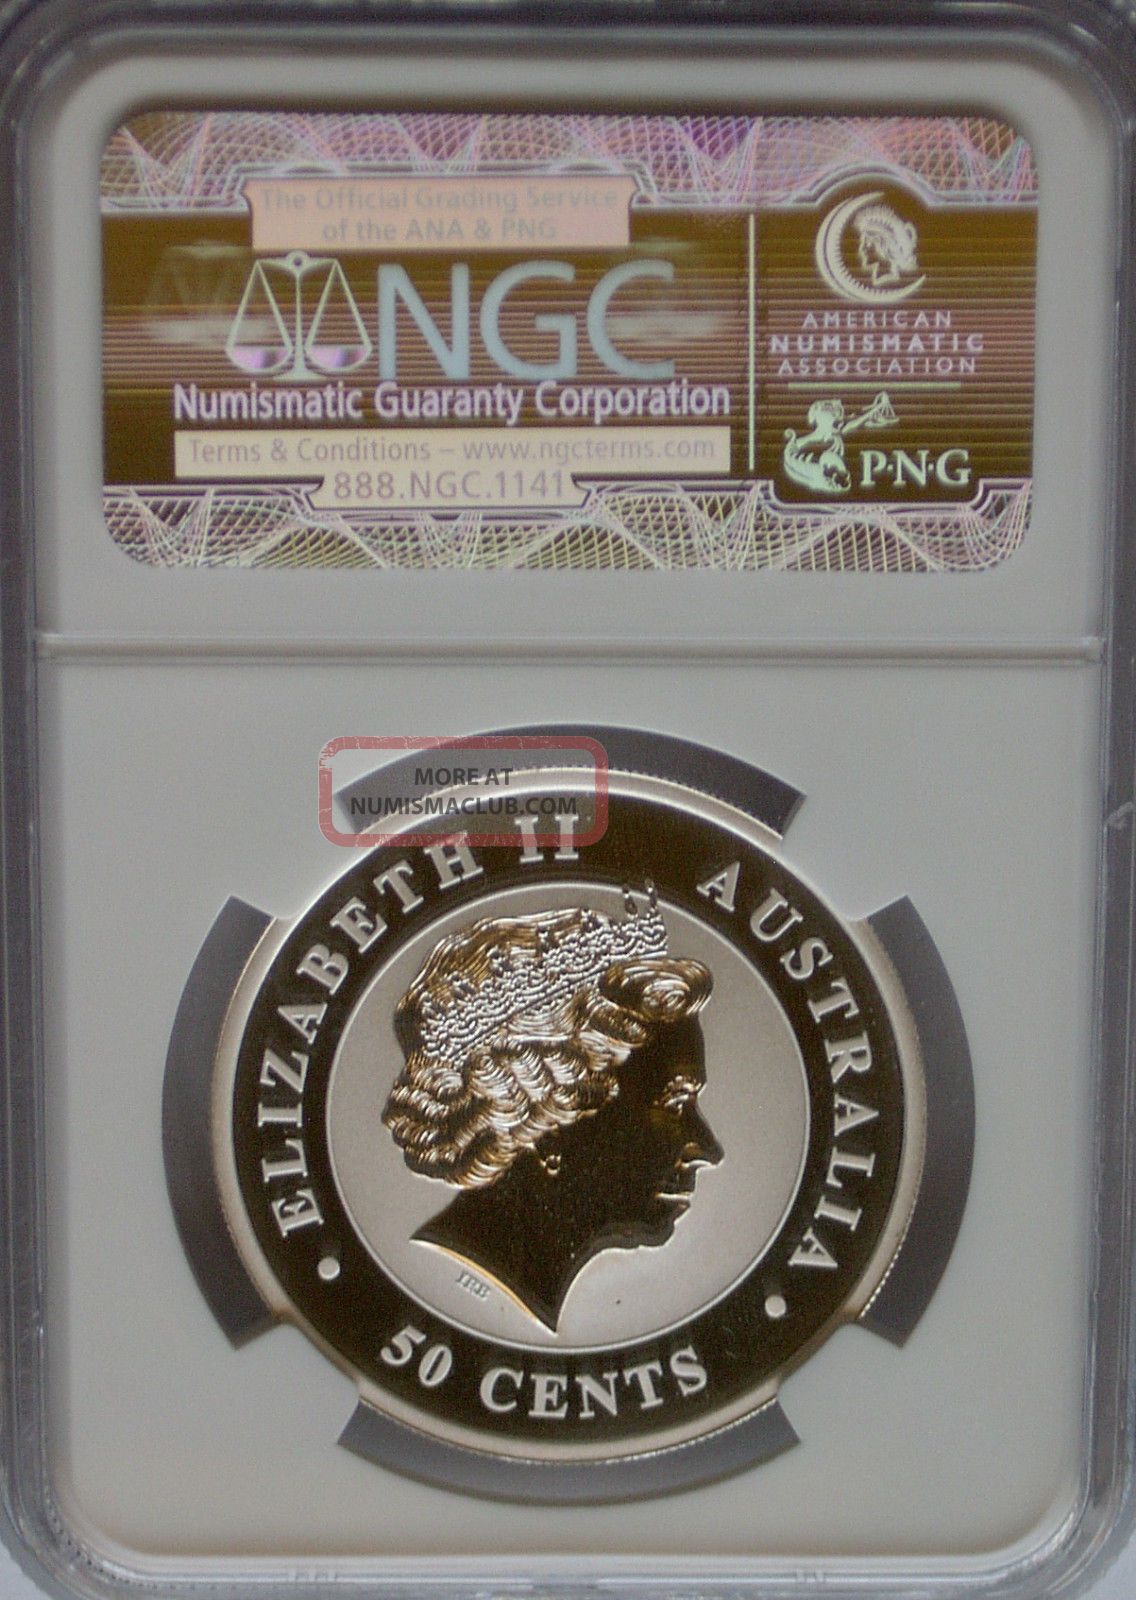 The Official Grading Service
of the ANA & PNG
NGC
Numismatic Guaranty Corporation
Terms & Conditions – www.ngcterms.com
888.NGC.1141
AMERICAN
NUMISMATIC
ASSOCIATION
P·N·G
MORE AT
NUMISMACLUB.COM
ELIZABETH II AUSTRALIA
IRB
• 50 CENTS •